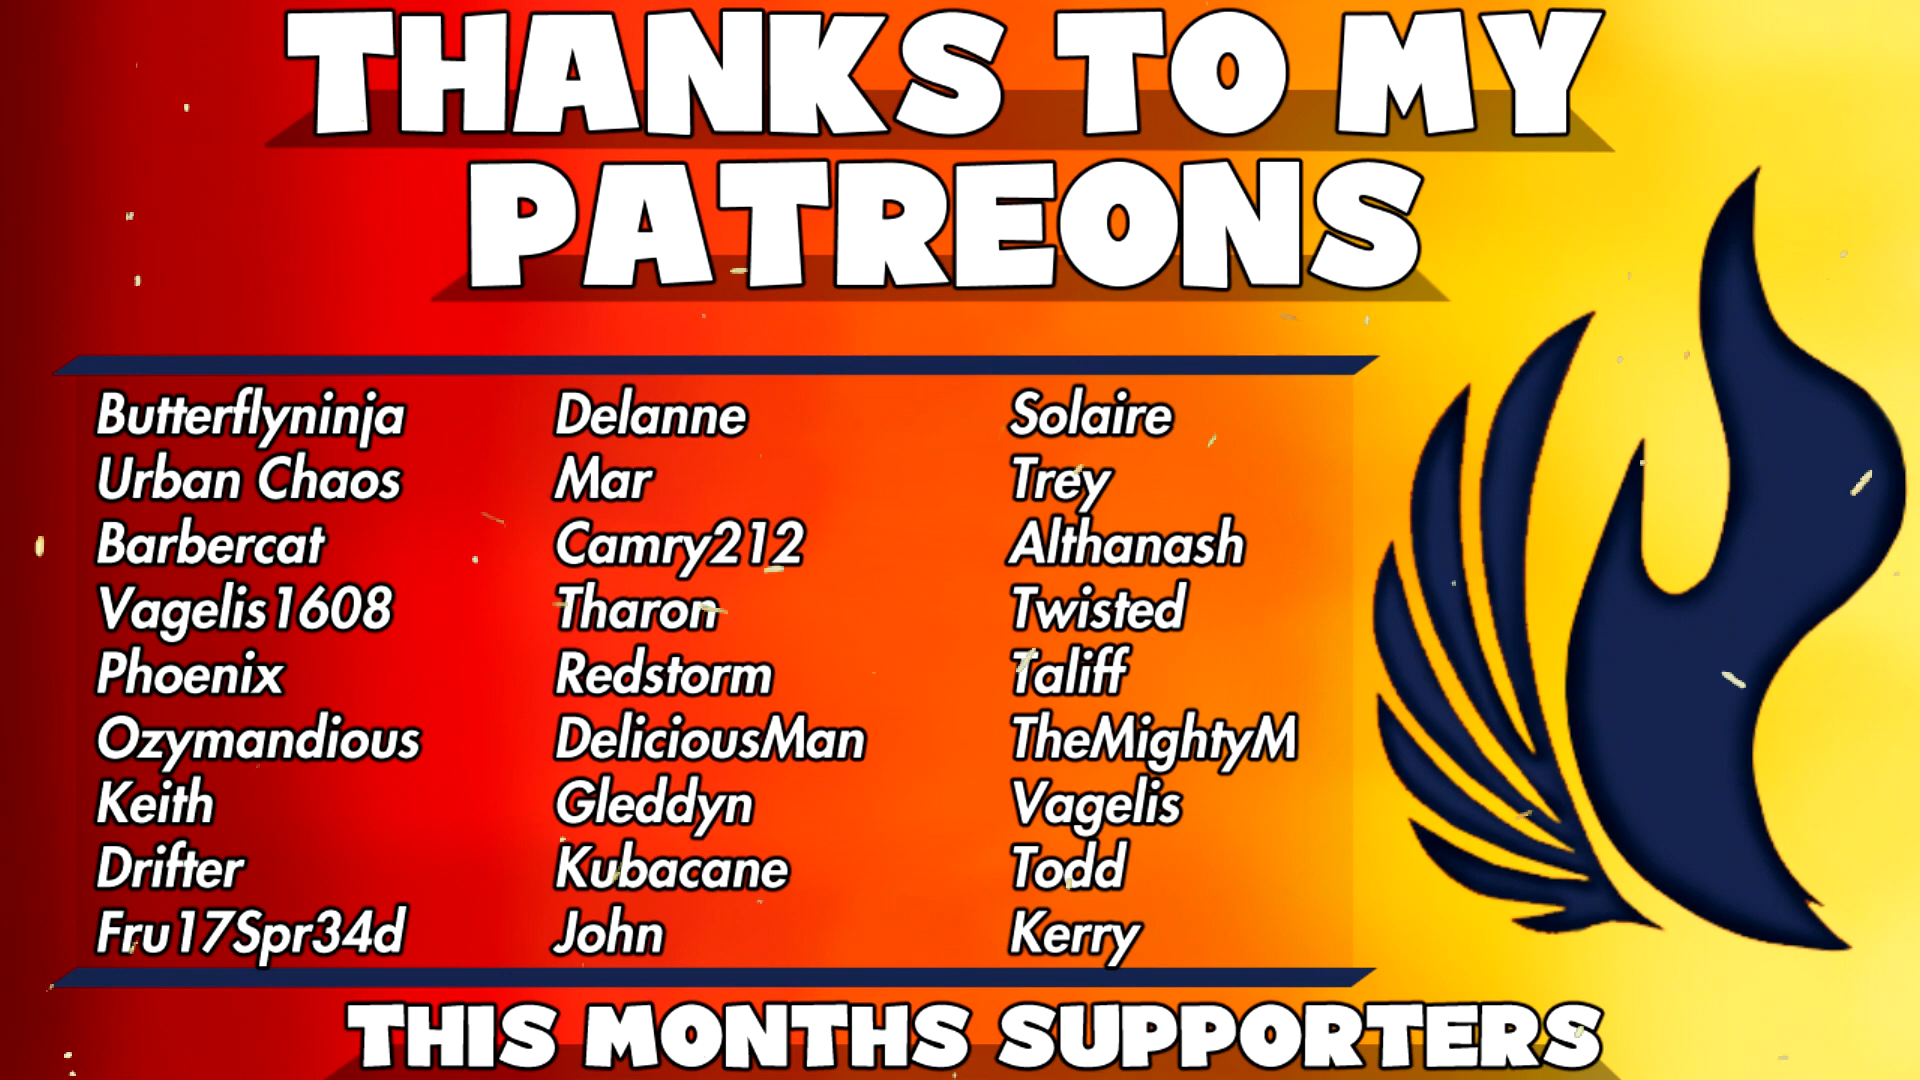 THANKS TO MY
PATREONS
Butterflyninja
Urban Chaos
Barbercat
Vagelis1608
Phoenix
Ozymandious
Keith
Drifter
Fru17Spr34d
Delanne
Mar
Camry212
Tharon
Redstorm
DeliciousMan
Gleddyn
Kubacane
John
Solaire
Trey
Althanash
Twisted
Taliff
TheMightyM
Vagelis
Todd
Kerry
THIS MONTHS SUPPORTERS